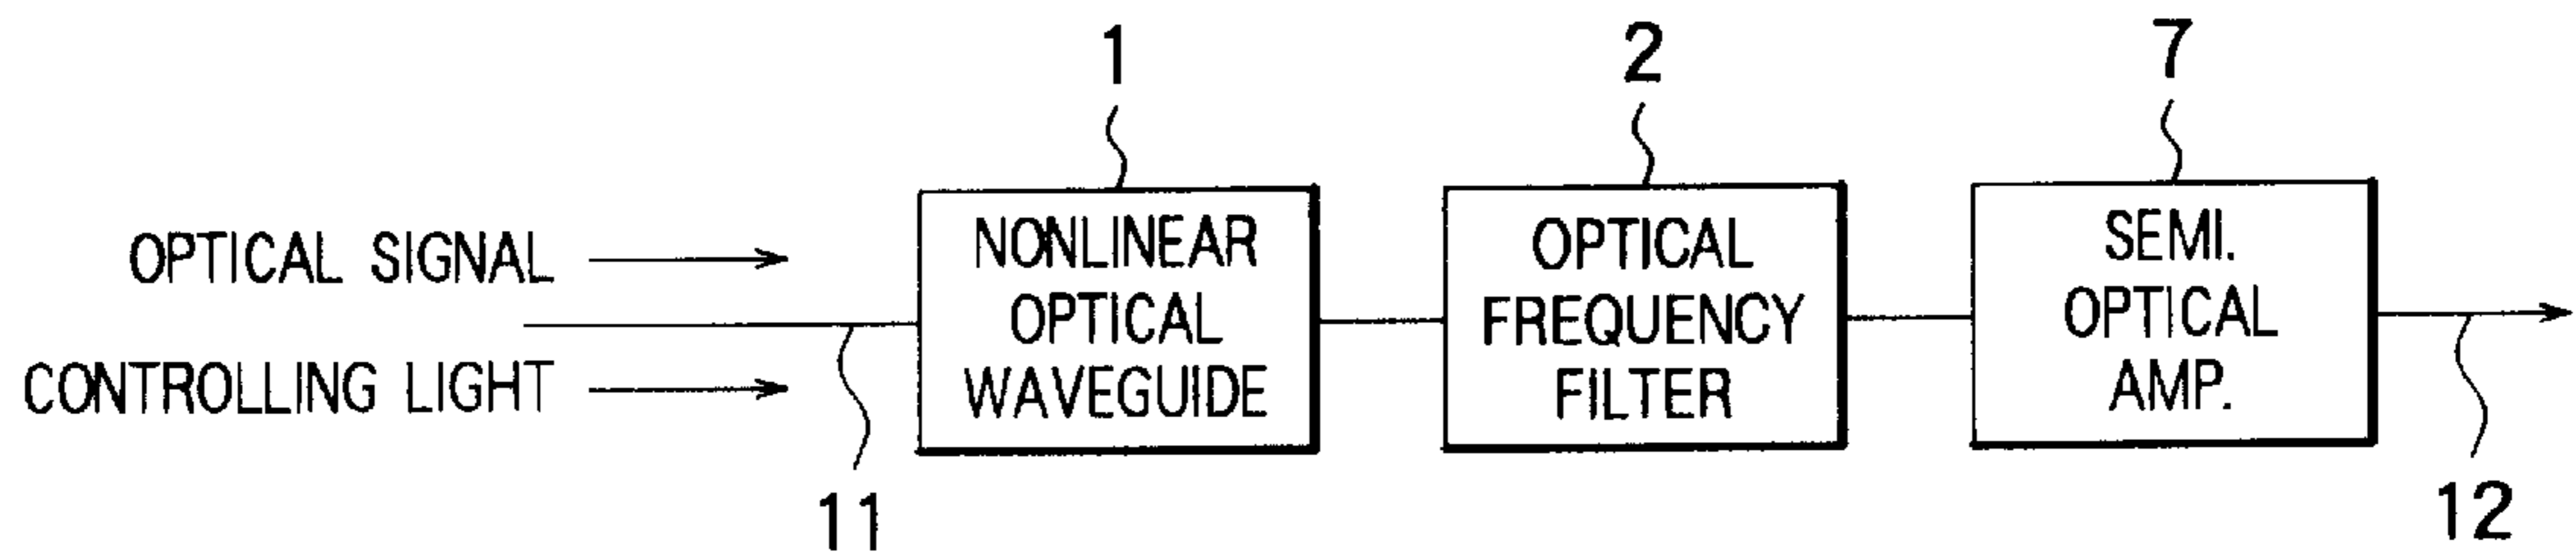 1
2
7
OPTICAL SIGNAL
CONTROLLING LIGHT
NONLINEAR
OPTICAL
WAVEGUIDE
OPTICAL
FREQUENCY
FILTER
SEMI.
OPTICAL
AMP.
11
12